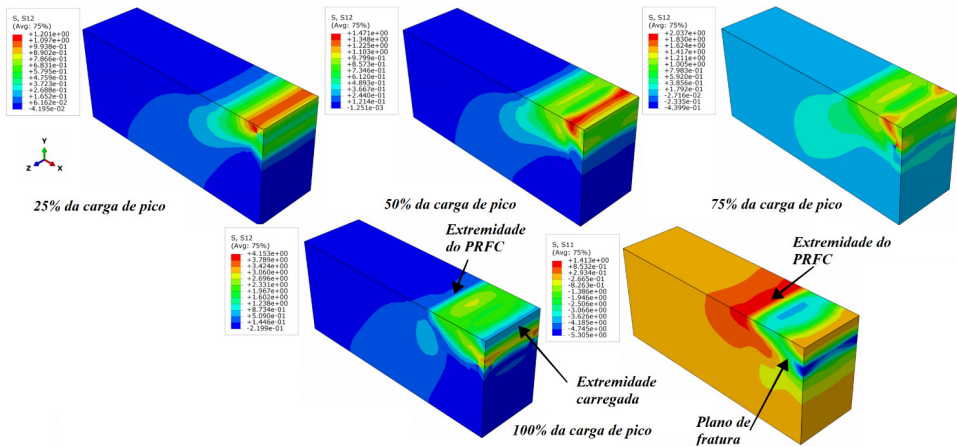 S, S12
(Avg: 75%)
+1.201e+00
+1.097e+00
+9.938e-01
+8.902e-01
+7.866e-01
+6.831e-01
+5.795e-01
+4.759e-01
+3.723e-01
+2.688e-01
+1.652e-01
+6.162e-02
-4.195e-02
Y
Z
X
25% da carga de pico
S, S12
(Avg: 75%)
+1.471e+00
+1.348e+00
+1.225e+00
+1.103e+00
+9.799e-01
+8.573e-01
+7.346e-01
+6.120e-01
+4.893e-01
+3.667e-01
+2.440e-01
+1.214e-01
-1.251e-03
50% da carga de pico
S, S12
(Avg: 75%)
+2.037e+00
+1.830e+00
+1.624e+00
+1.417e+00
+1.211e+00
+1.005e+00
+7.983e-01
+5.920e-01
+3.856e-01
+1.792e-01
-2.716e-02
-2.335e-01
-4.399e-01
75% da carga de pico
S, S12
(Avg: 75%)
+4.153e+00
+3.789e+00
+3.424e+00
+3.060e+00
+2.696e+00
+2.331e+00
+1.967e+00
+1.602e+00
+1.238e+00
+8.734e-01
+5.090e-01
+1.446e-01
-2.199e-01
Extremidade
do PRFC
Extremidade
carregada
100% da carga de pico
S, S11
(Avg: 75%)
+1.413e+00
+8.532e-01
+2.934e-01
-2.665e-01
-8.263e-01
-1.386e+00
-1.946e+00
-2.506e+00
-3.066e+00
-3.626e+00
-4.185e+00
-4.745e+00
-5.305e+00
Extremidade do
PRFC
Plano de
fratura